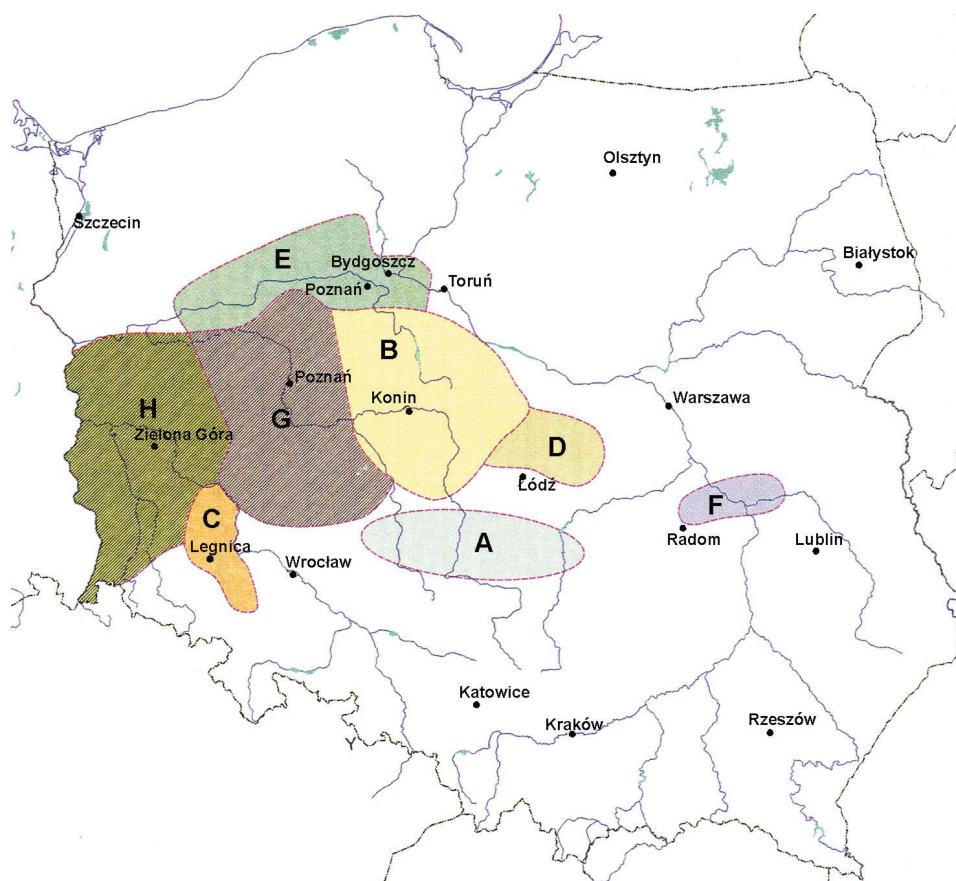 Olsztyn
Szczecin
Białystok
E
Bydgoszcz
Poznań
Toruń
B
H
Poznań
Warszawa
Konin
G
Zielona Góra
D
Łódź
F
C
A
Radom
Lublin
Legnica
Wrocław
Katowice
Kraków
Rzeszów